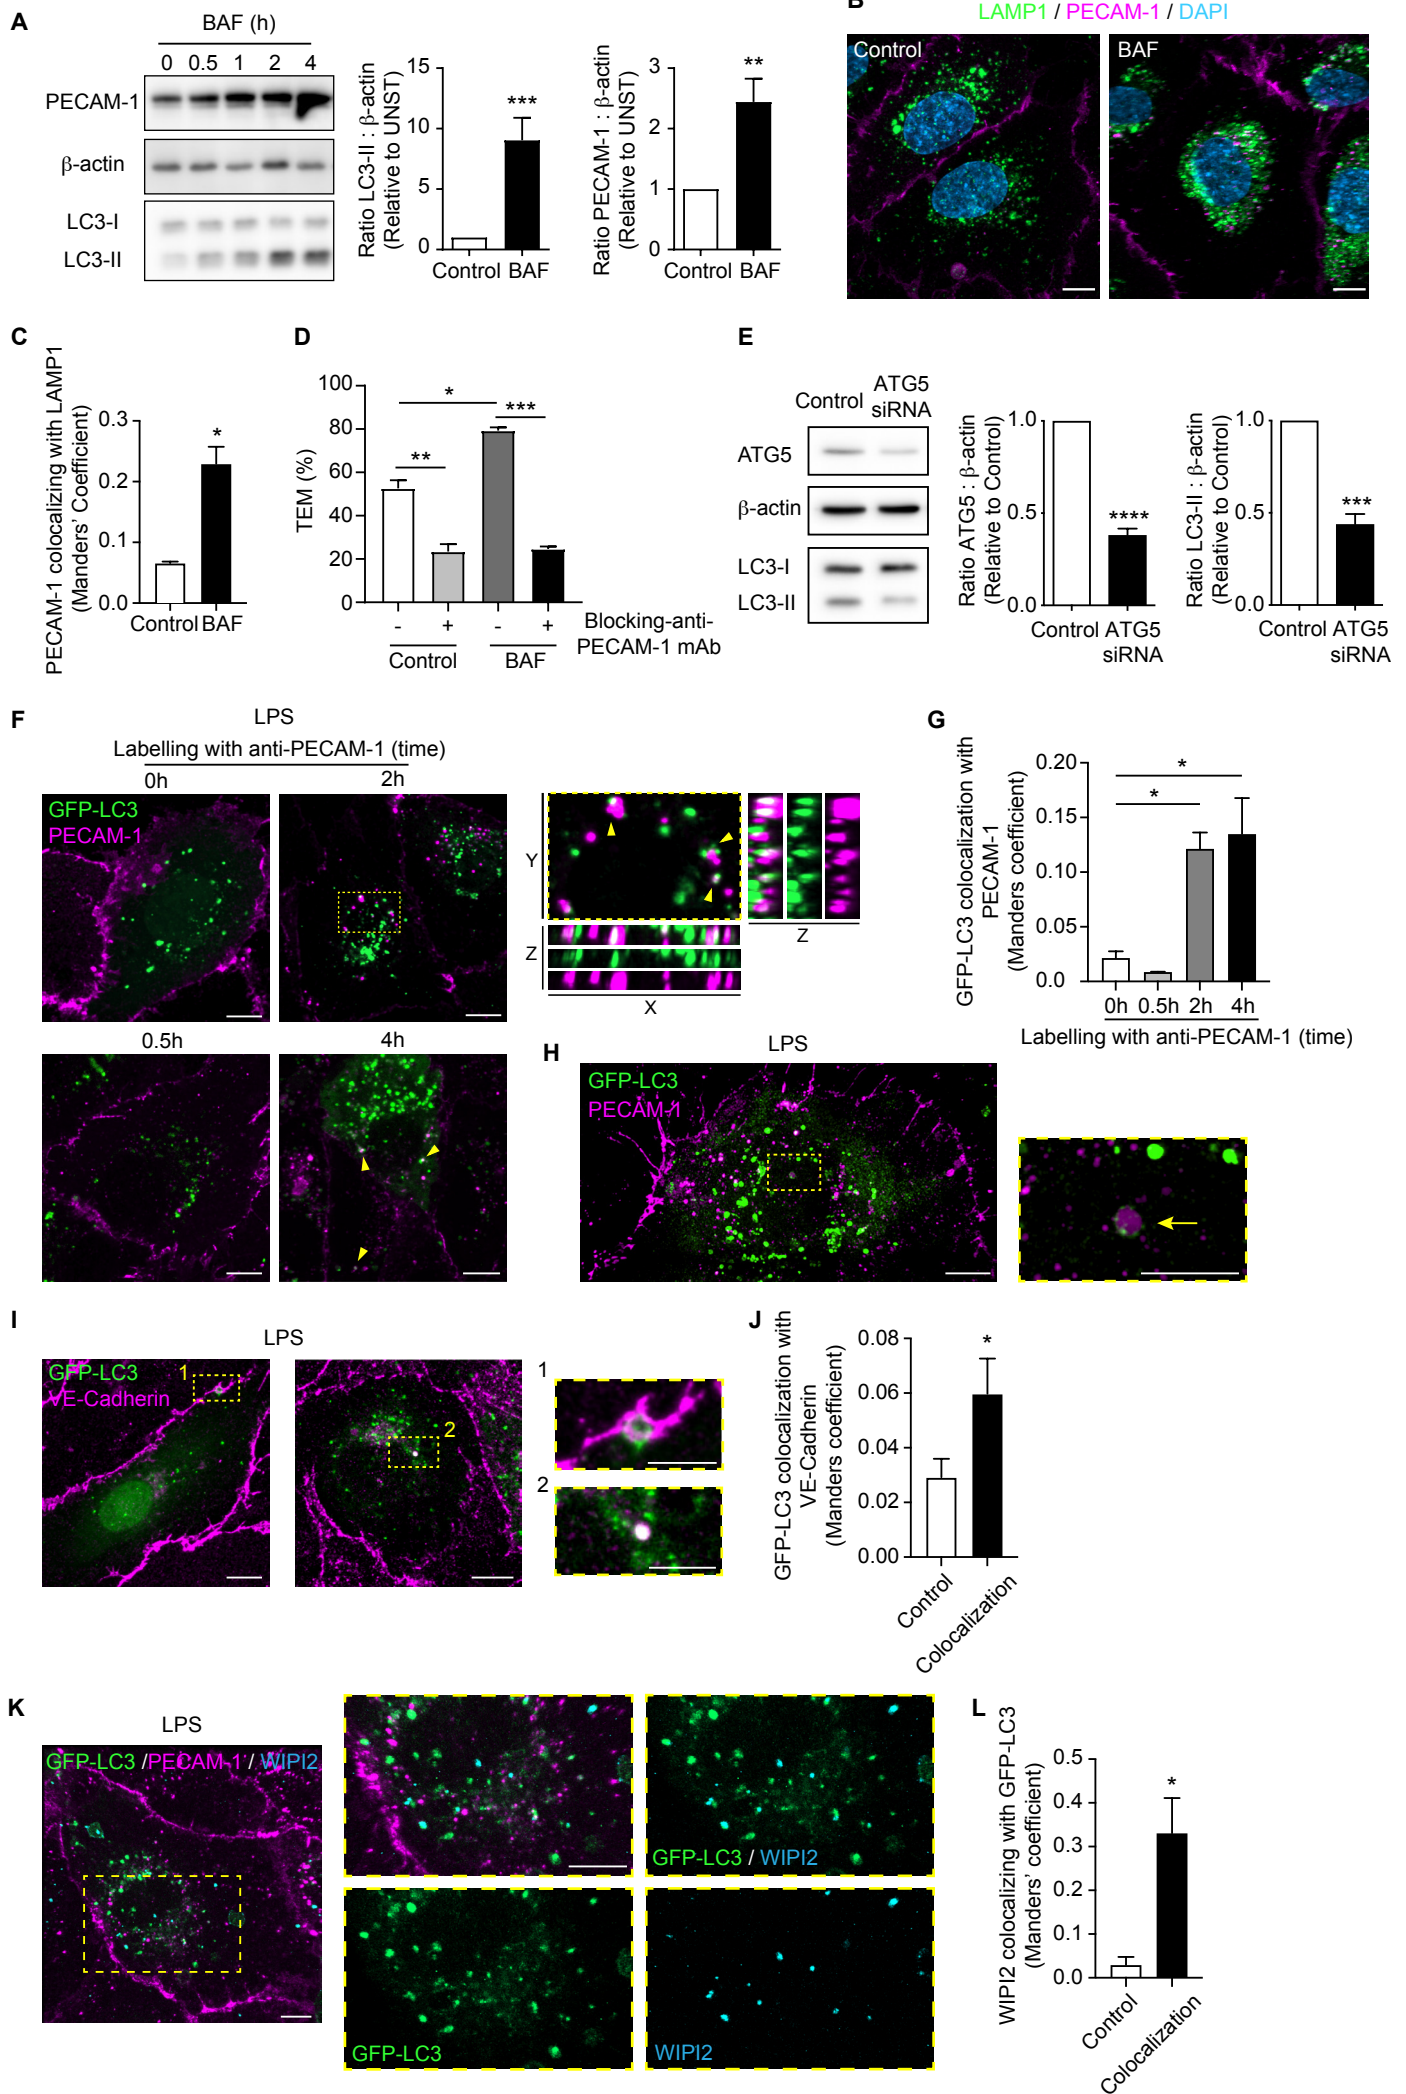 A
BAF (h)
0 0.5 1 2 4
PECAM-1
β-actin
LC3-I
LC3-II
Ratio LC3-II : β-actin
(Relative to UNST)
15
10
5
0
***
Control BAF
Ratio PECAM-1 : β-actin
(Relative to UNST)
3
2
1
0
**
Control BAF
B
LAMP1 / PECAM-1 / DAPI
Control
BAF
C
PECAM-1 colocalizing with LAMP1
(Manders' Coefficient)
0.3
0.2
0.1
0.0
*
Control BAF
D
TEM (%)
100
80
60
40
20
0
**
*
***
- + - +
Blocking-anti-
PECAM-1 mAb
Control BAF
E
Control
ATG5
siRNA
ATG5
β-actin
LC3-I
LC3-II
Ratio ATG5 : β-actin
(Relative to Control)
1.0
0.5
0.0
****
Control ATG5
siRNA
Ratio LC3-II : β-actin
(Relative to Control)
1.0
0.5
0.0
***
Control ATG5
siRNA
F
LPS
Labelling with anti-PECAM-1 (time)
0h
2h
GFP-LC3
PECAM-1
0.5h
4h
Y
Z
X
Z
G
GFP-LC3 colocalization with
PECAM-1
(Manders coefficient)
0.20
0.15
0.10
0.05
0.0
*
*
0h 0.5h 2h 4h
Labelling with anti-PECAM-1 (time)
H
LPS
GFP-LC3
PECAM-1
I
LPS
GFP-LC3
VE-Cadherin
1
2
1
2
J
GFP-LC3 colocalization with
VE-Cadherin
(Manders coefficient)
0.08
0.06
0.04
0.02
0.00
*
Control
Colocalization
K
LPS
GFP-LC3 /PECAM-1 / WIPI2
GFP-LC3 / WIPI2
GFP-LC3
WIPI2
L
WIPI2 colocalizing with GFP-LC3
(Manders' coefficient)
0.5
0.4
0.3
0.2
0.1
0.0
*
Control
Colocalization